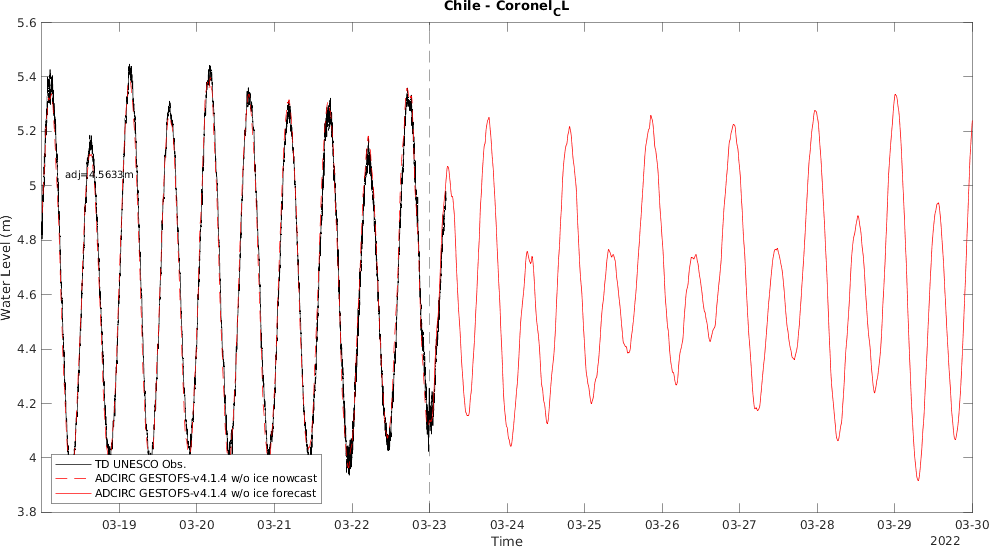 Chile - Coronel_CL
5.6
5.4
5.2
5
4.8
4.6
4.4
4.2
4
3.8
Water Level (m)
adj=4.5633m
TD UNESCO Obs.
ADCIRC GESTOFS-v4.1.4 w/o ice nowcast
ADCIRC GESTOFS-v4.1.4 w/o ice forecast
03-19 03-20 03-21 03-22 03-23 03-24 03-25 03-26 03-27 03-28 03-29 03-30
Time
2022